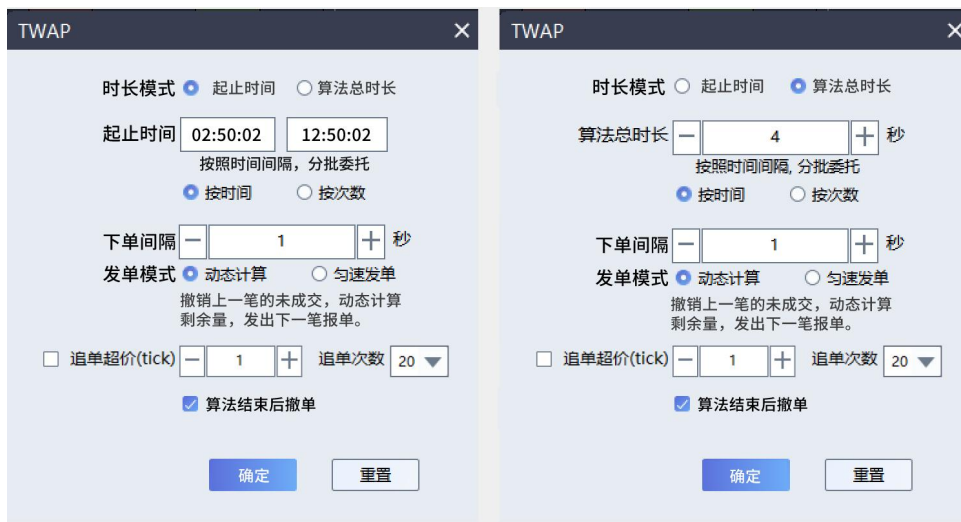 TWAP
时长模式 起止时间 算法总时长
起止时间 02:50:02 12:50:02
按照时间间隔，分批委托
按时间 按次数
下单间隔 1 秒
发单模式 动态计算 匀速发单
撤销上一笔的未成交，动态计算
剩余量，发出下一笔报单。
追单超价(tick) 1 追单次数 20
算法结束后撤单
确定 重置
TWAP
时长模式 起止时间 算法总时长
算法总时长 4 秒
按照时间间隔, 分批委托
按时间 按次数
下单间隔 1 秒
发单模式 动态计算 匀速发单
撤销上一笔的未成交，动态计算
剩余量，发出下一笔报单。
追单超价(tick) 1 追单次数 20
算法结束后撤单
确定 重置